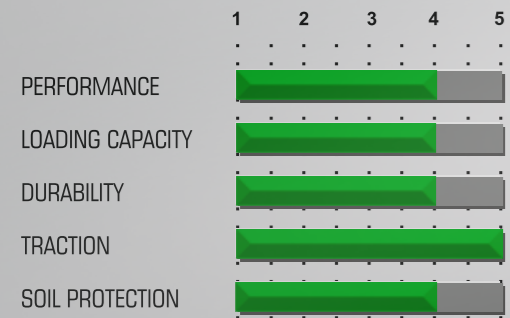 1 2 3 4 5
PERFORMANCE
LOADING CAPACITY
DURABILITY
TRACTION
SOIL PROTECTION